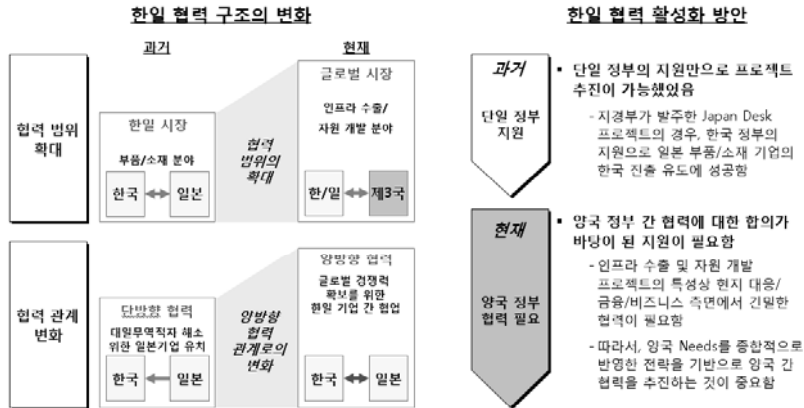 한일 협력 구조의 변화
과거
현재
협력 범위
확대
한일 시장
부품/소재 분야
한국
일본
협력
범위의
확대
글로벌 시장
인프라 수출/
자원 개발 분야
한/일
제3국
협력 관계
변화
단방향 협력
대일무역적자 해소
위한 일본기업 유치
한국
일본
양방향
협력
관계로의
변화
양방향 협력
글로벌 경쟁력
확보를 위한
한일 기업 간 협업
한국
일본
한일 협력 활성화 방안
과거
단일 정부
지원
▪ 단일 정부의 지원만으로 프로젝트
추진이 가능했었음
- 지경부가 발주한 Japan Desk
프로젝트의 경우, 한국 정부의
지원으로 일본 부품/소재 기업의
한국 진출 유도에 성공함
현재
양국 정부
협력 필요
▪ 양국 정부 간 협력에 대한 합의가
바탕이 된 지원이 필요함
- 인프라 수출 및 자원 개발
프로젝트의 특성상 현지 대응/
금융/비즈니스 측면에서 긴밀한
협력이 필요함
- 따라서, 양국 Needs를 종합적으로
반영한 전략을 기반으로 양국 간
협력을 추진하는 것이 중요함